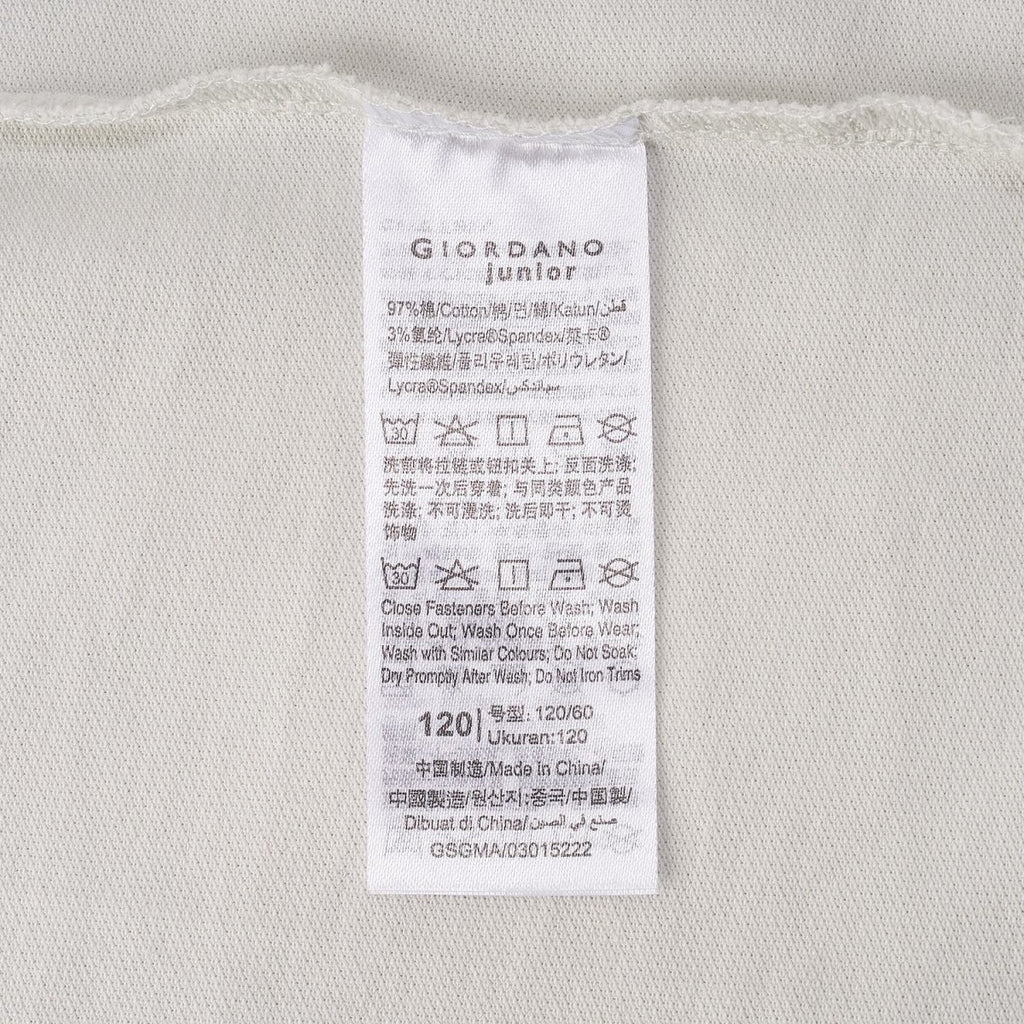 GIORDANO
junior
97%棉/Cotton/綿/면/綿/Katun/قطن
3%氨纶/Lycra®Spandex/萊卡®
彈性纖維/폴리우레탄/ポリウレタン/
Lycra®Spandex/سباندكس
30
洗前将拉链或钮扣关上; 反面洗涤;
先洗一次后穿着; 与同类颜色产品
洗涤; 不可浸洗; 洗后即干; 不可烫
饰物
30
Close Fasteners Before Wash; Wash
Inside Out; Wash Once Before Wear;
Wash with Similar Colours; Do Not Soak;
Dry Promptly After Wash; Do Not Iron Trims
120
号型: 120/60
Ukuran:120
中国制造/Made in China/
中國製造/원산지:중국/中国製/
Dibuat di China/صنع في الصين
GSGMA/03015222